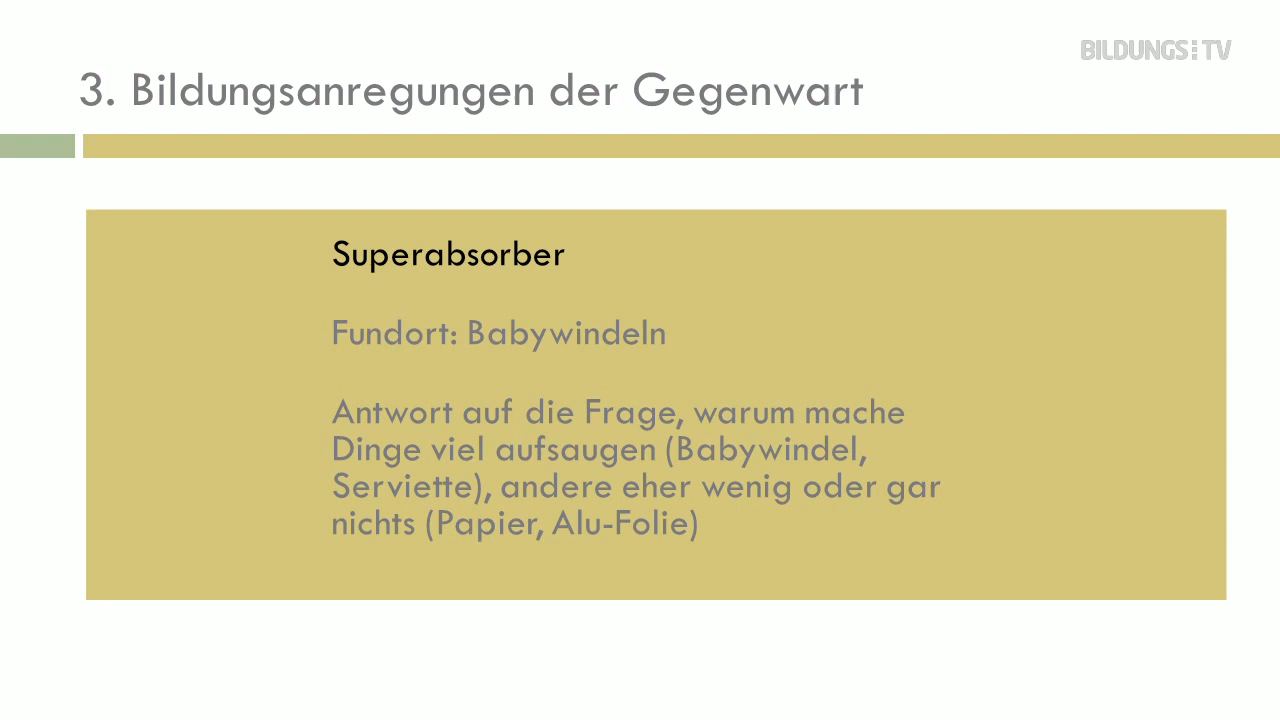 BILDUNGS:TV
3. Bildungsanregungen der Gegenwart
Superabsorber
Fundort: Babywindeln
Antwort auf die Frage, warum mache
Dinge viel aufsaugen (Babywindel,
Serviette), andere eher wenig oder gar
nichts (Papier, Alu-Folie)